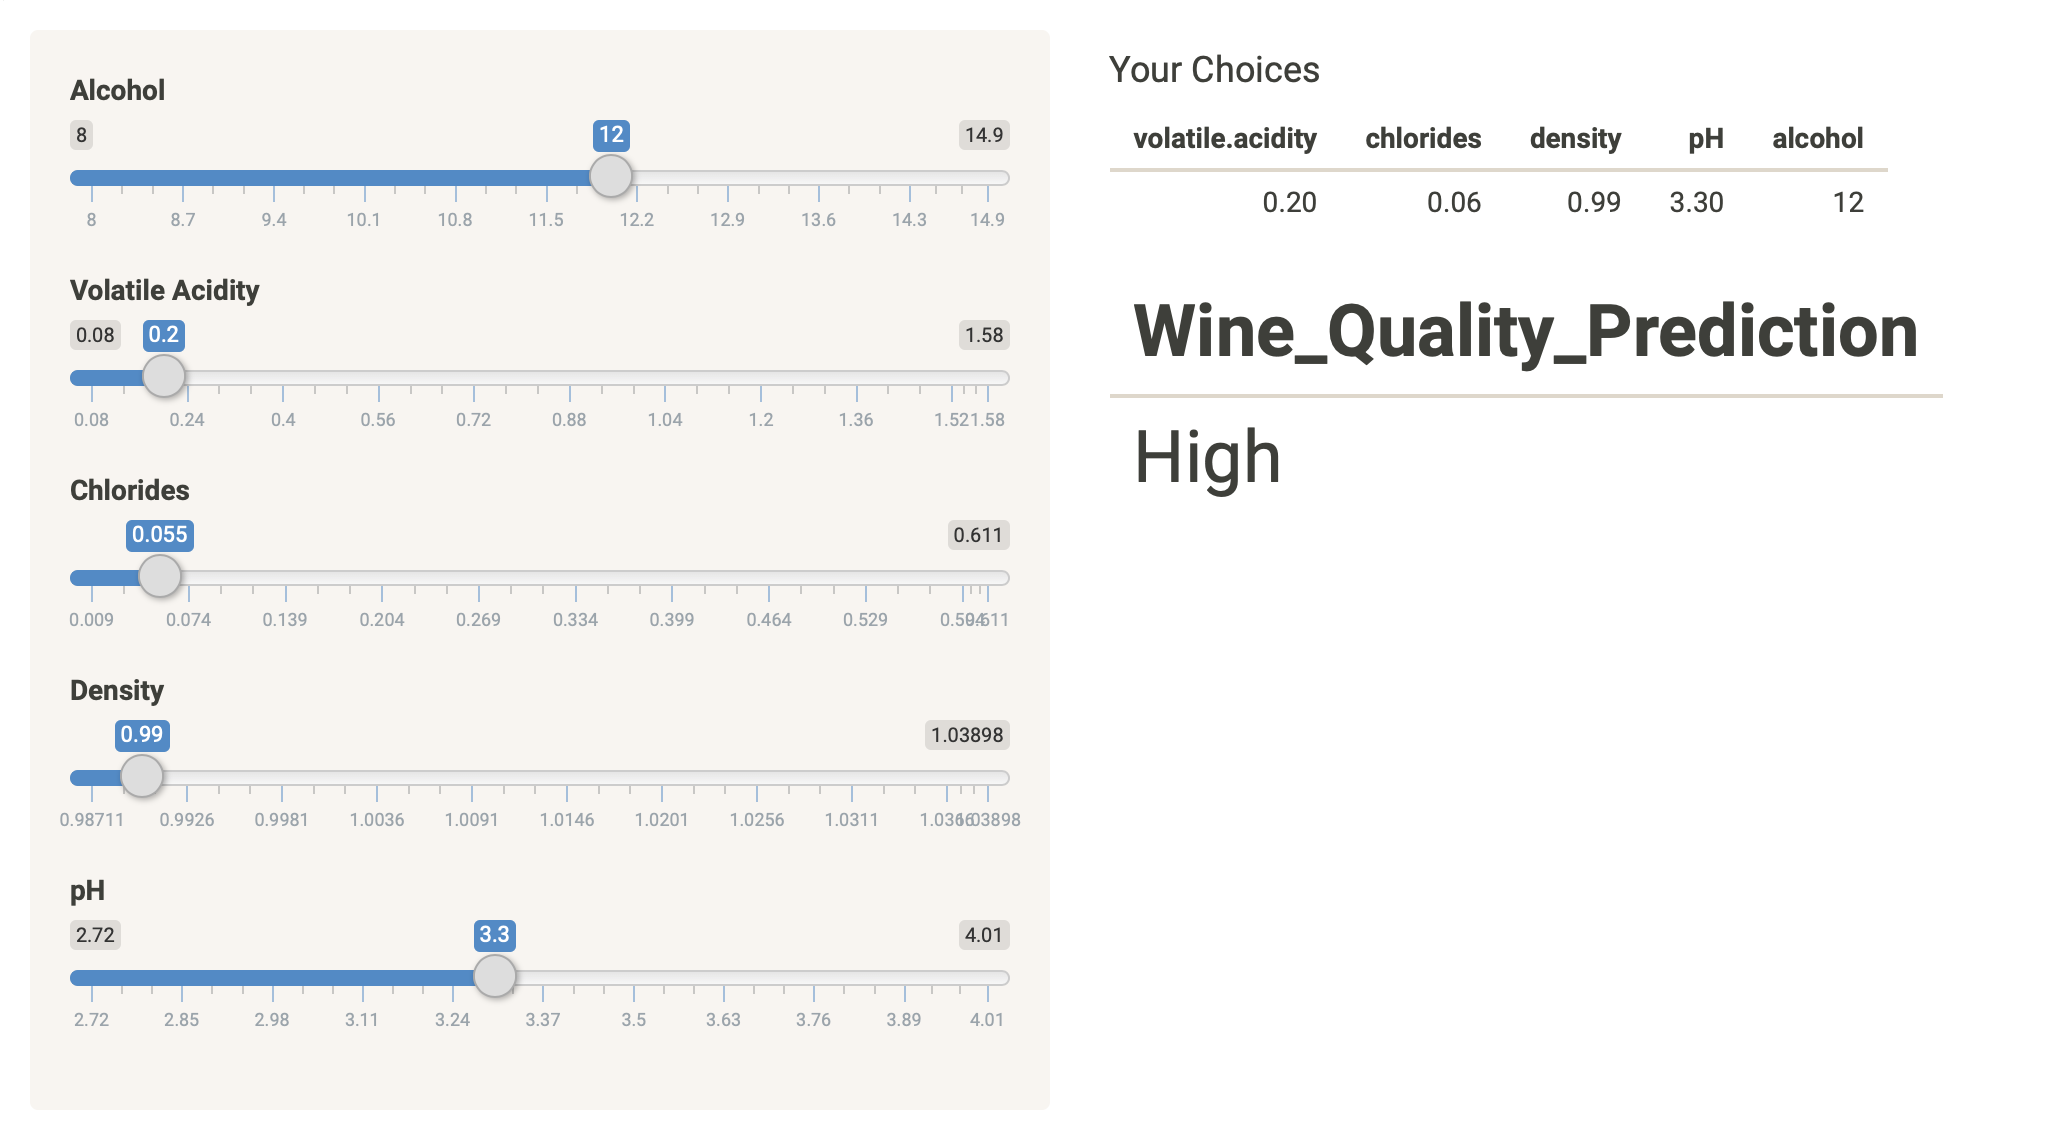 Alcohol
8 12 14.9
8 8.7 9.4 10.1 10.8 11.5 12.2 12.9 13.6 14.3 14.9
Volatile Acidity
0.08 0.2 1.58
0.08 0.24 0.4 0.56 0.72 0.88 1.04 1.2 1.36 1.52 1.58
Chlorides
0.055 0.611
0.009 0.074 0.139 0.204 0.269 0.334 0.399 0.464 0.529 0.594 0.611
Density
0.99 1.03898
0.98711 0.9926 0.9981 1.0036 1.0091 1.0146 1.0201 1.0256 1.0311 1.0366 1.03898
pH
2.72 3.3 4.01
2.72 2.85 2.98 3.11 3.24 3.37 3.5 3.63 3.76 3.89 4.01
Your Choices
volatile.acidity chlorides density pH alcohol
0.20 0.06 0.99 3.30 12
Wine_Quality_Prediction
High